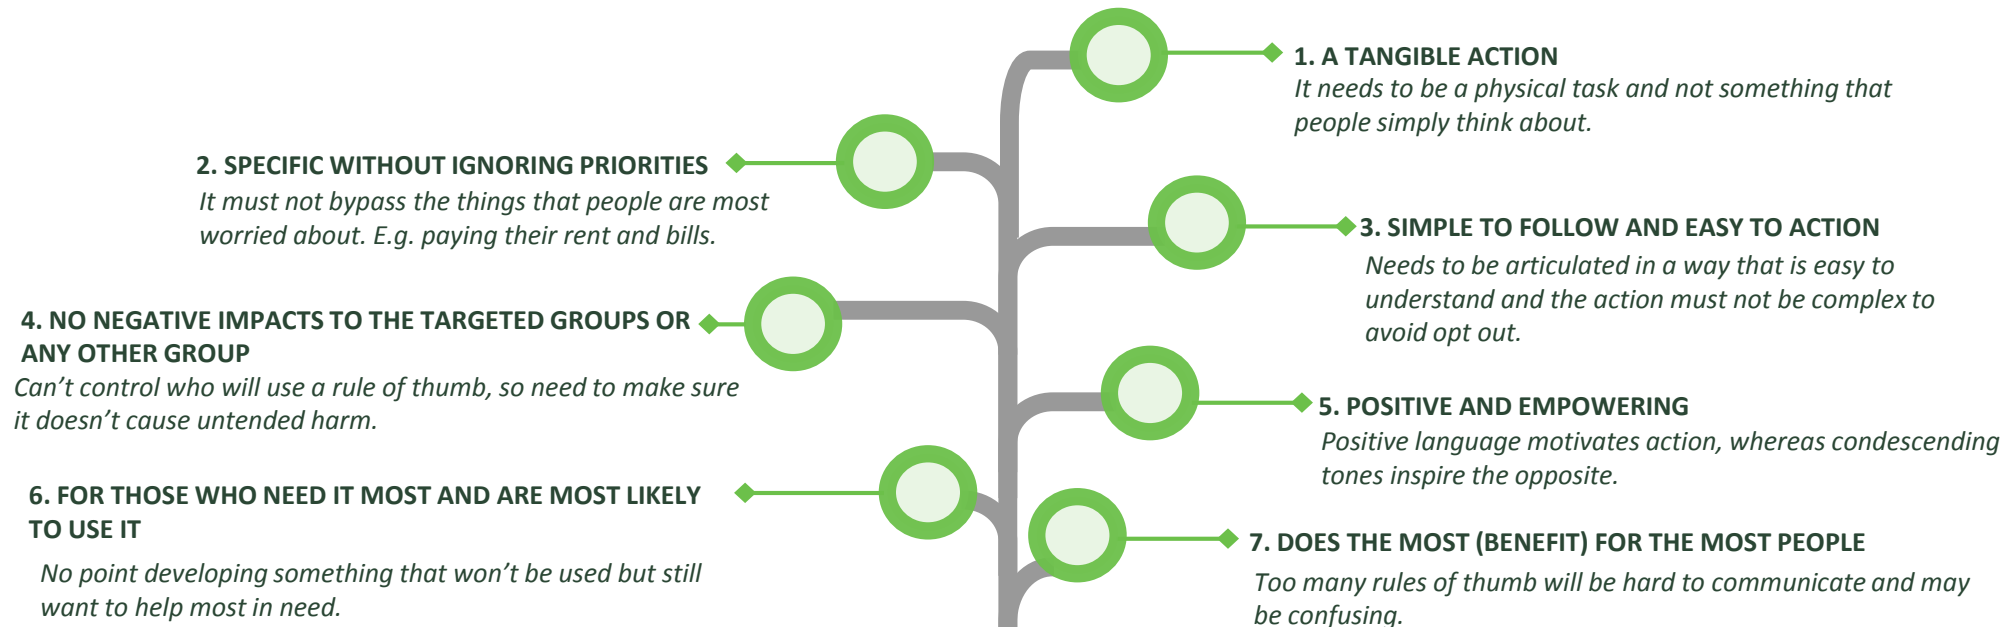 1. A TANGIBLE ACTION
It needs to be a physical task and not something that
people simply think about.
2. SPECIFIC WITHOUT IGNORING PRIORITIES
It must not bypass the things that people are most
worried about. E.g. paying their rent and bills.
3. SIMPLE TO FOLLOW AND EASY TO ACTION
Needs to be articulated in a way that is easy to
understand and the action must not be complex to
avoid opt out.
4. NO NEGATIVE IMPACTS TO THE TARGETED GROUPS OR
ANY OTHER GROUP
Can’t control who will use a rule of thumb, so need to make sure
it doesn’t cause untended harm.
5. POSITIVE AND EMPOWERING
Positive language motivates action, whereas condescending
tones inspire the opposite.
6. FOR THOSE WHO NEED IT MOST AND ARE MOST LIKELY
TO USE IT
No point developing something that won’t be used but still
want to help most in need.
7. DOES THE MOST (BENEFIT) FOR THE MOST PEOPLE
Too many rules of thumb will be hard to communicate and may
be confusing.